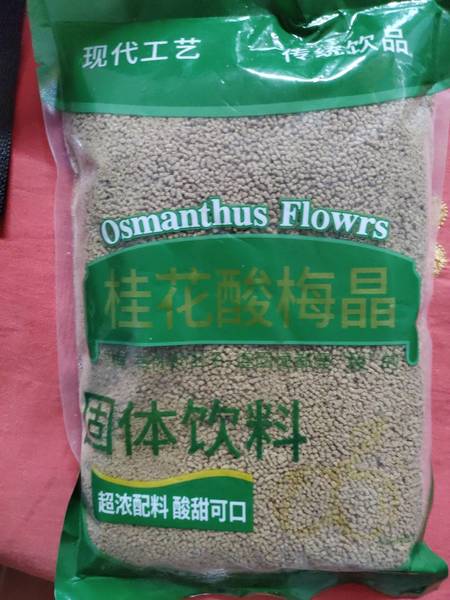 现代工艺 传统饮品
Osmanthus Flowrs
桂花酸梅晶
固体饮料
超浓配料 酸甜可口